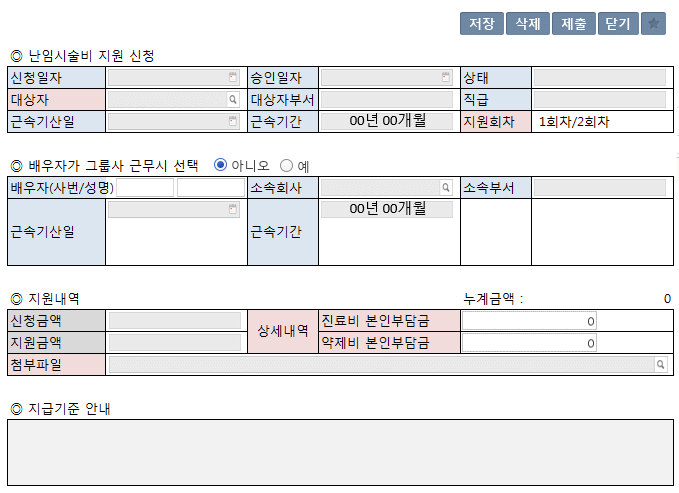 저장 삭제 제출 닫기 ★
◎ 난임시술비 지원 신청
신청일자 승인일자 상태
대상자 대상자부서 직급
근속기산일 근속기간 00년 00개월 지원회차 1회차/2회차
◎ 배우자가 그룹사 근무시 선택 아니오 예
배우자(사번/성명) 소속회사 소속부서
근속기산일 근속기간 00년 00개월
◎ 지원내역 누계금액 : 0
신청금액 상세내역 진료비 본인부담금 0
지원금액 약제비 본인부담금 0
첨부파일
◎ 지급기준 안내